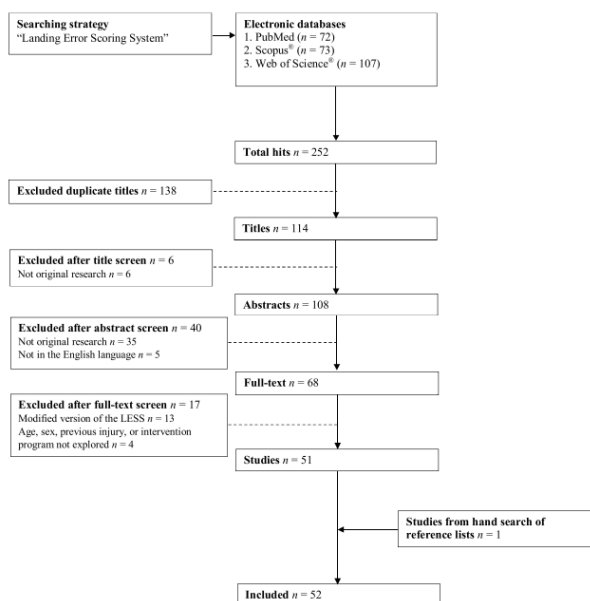 Searching strategy
“Landing Error Scoring System”
Electronic databases
1. PubMed (n = 72)
2. Scopus® (n = 73)
3. Web of Science® (n = 107)
Total hits n = 252
Excluded duplicate titles n = 138
Titles n = 114
Excluded after title screen n = 6
Not original research n = 6
Abstracts n = 108
Excluded after abstract screen n = 40
Not original research n = 35
Not in the English language n = 5
Full-text n = 68
Excluded after full-text screen n = 17
Modified version of the LESS n = 13
Age, sex, previous injury, or intervention
program not explored n = 4
Studies n = 51
Studies from hand search of
reference lists n = 1
Included n = 52